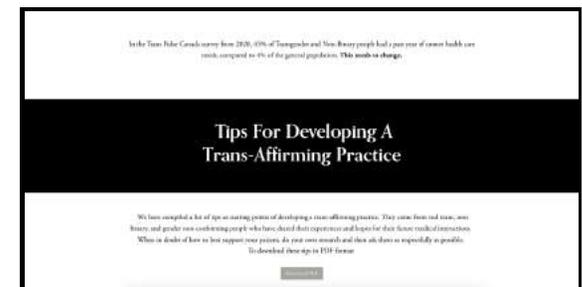 In the Trans Pulse Canada survey from 2020, 45% of Transgender and Non-Binary people had a past year of unmet health care
needs, compared to 4% of the general population. This needs to change.
Tips For Developing A
Trans-Affirming Practice
We have compiled a list of tips as starting points of developing a trans-affirming practice. They come from real trans, non-
binary, and gender non-conforming people who have shared their experiences and hopes for their future medical interactions.
When in doubt of how to best support your patient, do your own research and then ask them as respectfully as possible.
To download these tips in PDF format